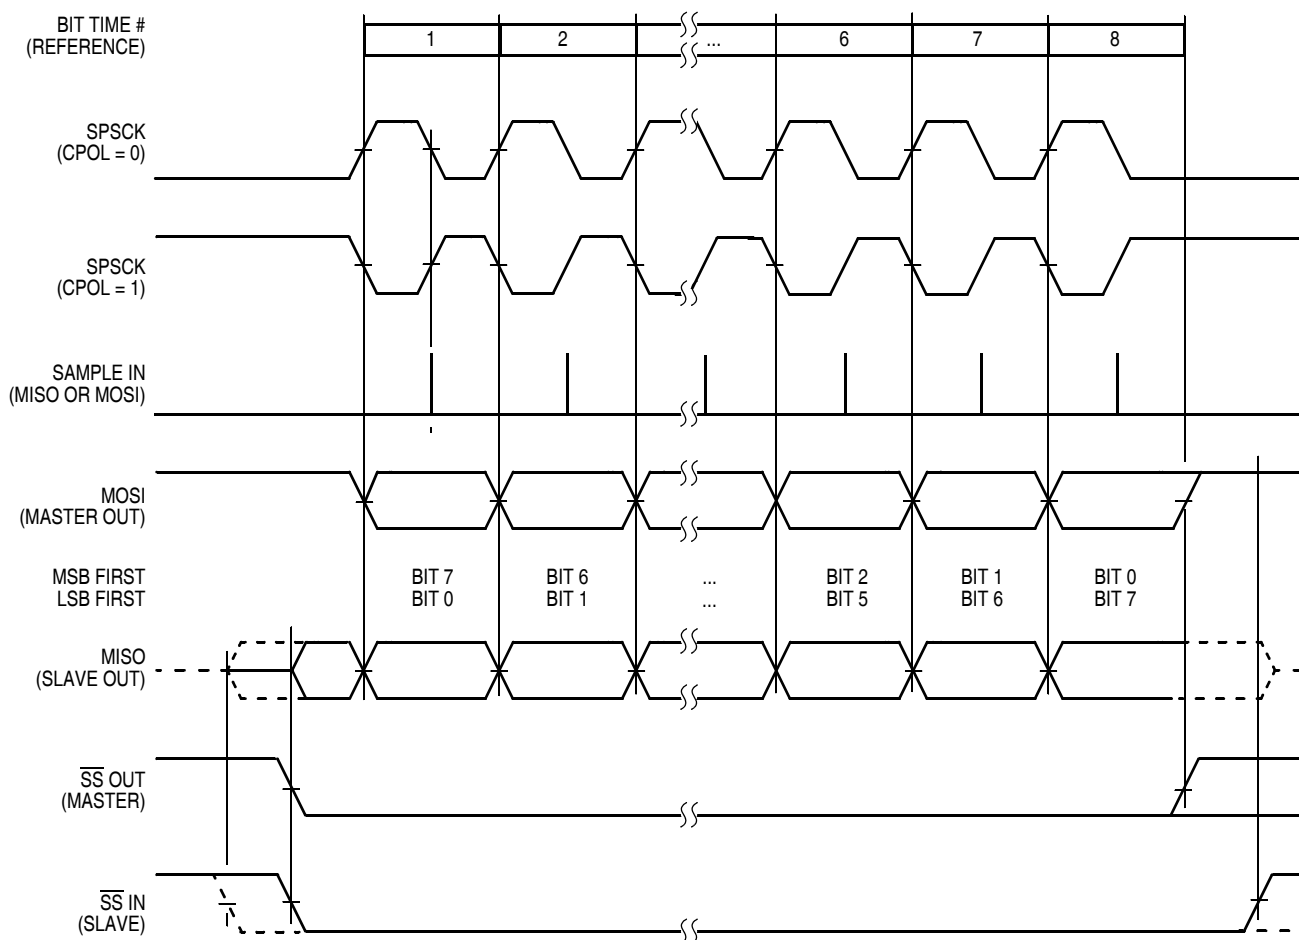 BIT TIME #
(REFERENCE)
1 2 ... 6 7 8
SPSCK
(CPOL = 0)
SPSCK
(CPOL = 1)
SAMPLE IN
(MISO OR MOSI)
MOSI
(MASTER OUT)
MSB FIRST BIT 7 BIT 6 ... BIT 2 BIT 1 BIT 0
LSB FIRST BIT 0 BIT 1 ... BIT 5 BIT 6 BIT 7
MISO
(SLAVE OUT)
S̅S̅ OUT
(MASTER)
S̅S̅ IN
(SLAVE)